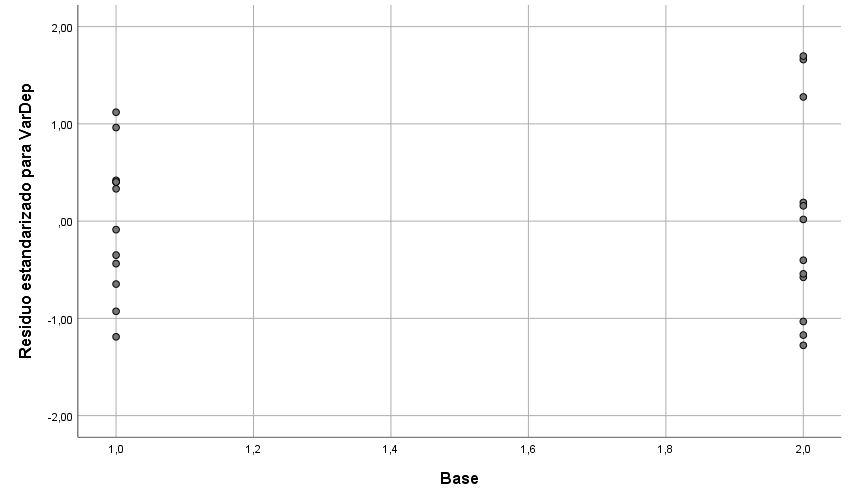 2,00
1,00
,00
-1,00
-2,00
Residuo estandarizado para VarDep
1,0 1,2 1,4 1,6 1,8 2,0
Base